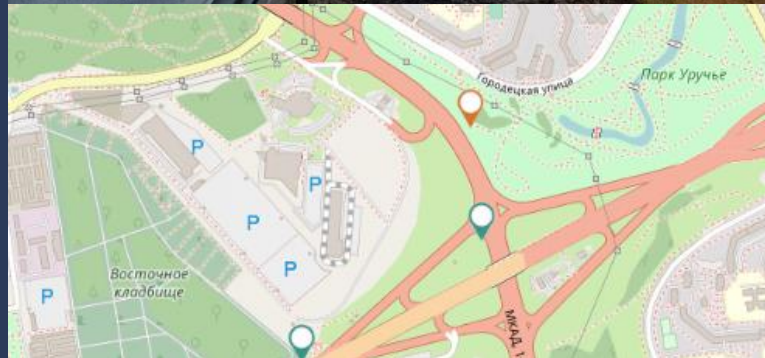 Городецкая улица
Парк Уручье
P
P
P
P
Восточное
кладбище
P
МКАД, 1